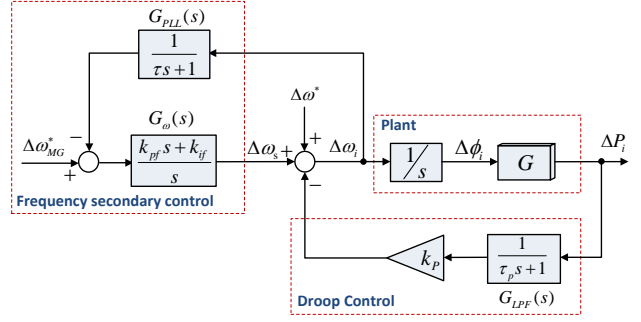 G_{PLL}(s)
1
τs+1
−
Δω*
G_ω(s)
Δω*_{MG}
+
k_{pf} s + k_{if}
s
Δω_s
+
+
Δω_i
−
Plant
1/s
Δϕ_i
G
ΔP_i
Frequency secondary control
k_P
1
τ_p s+1
G_{LPF}(s)
Droop Control